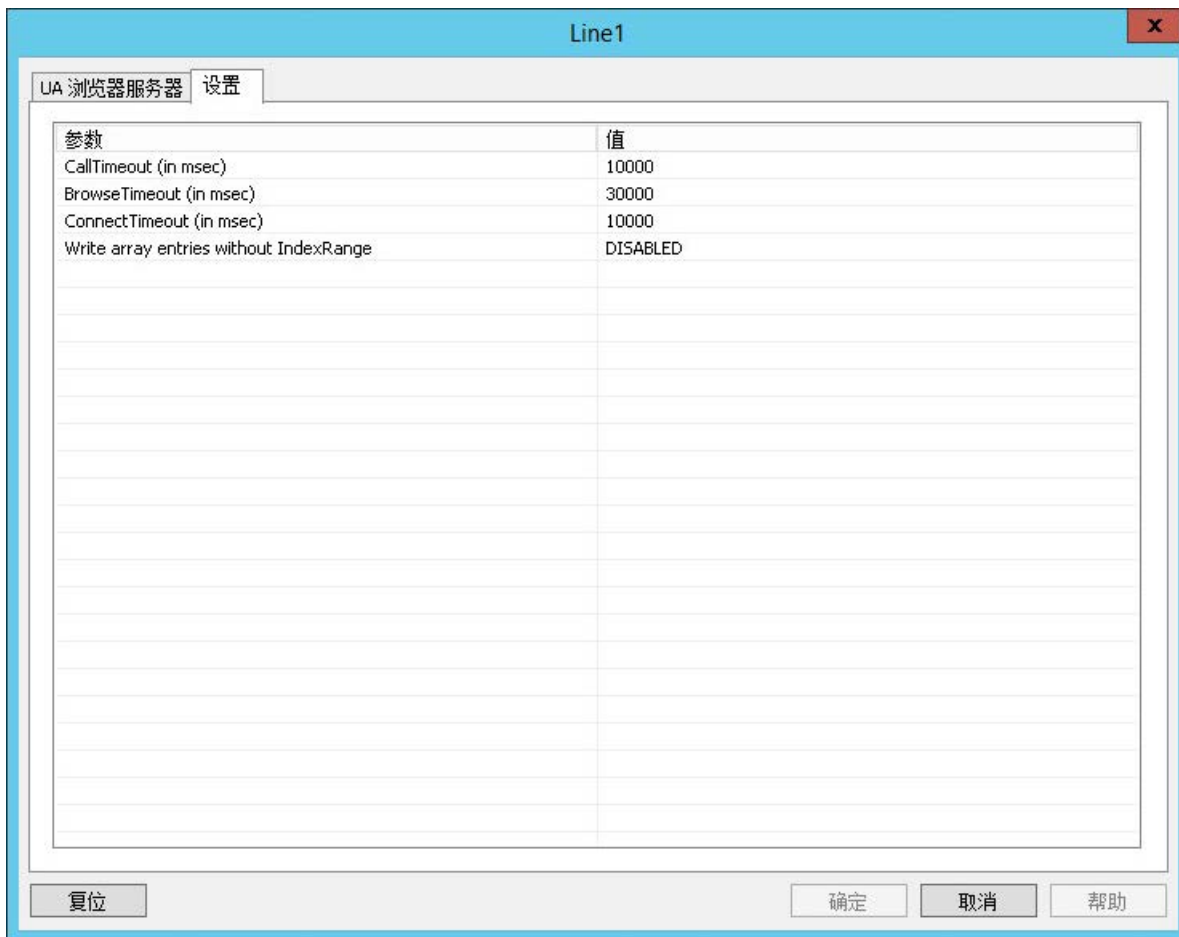 Line1
x
UA 浏览器服务器 设置
参数 值
CallTimeout (in msec) 10000
BrowseTimeout (in msec) 30000
ConnectTimeout (in msec) 10000
Write array entries without IndexRange DISABLED
复位 确定 取消 帮助